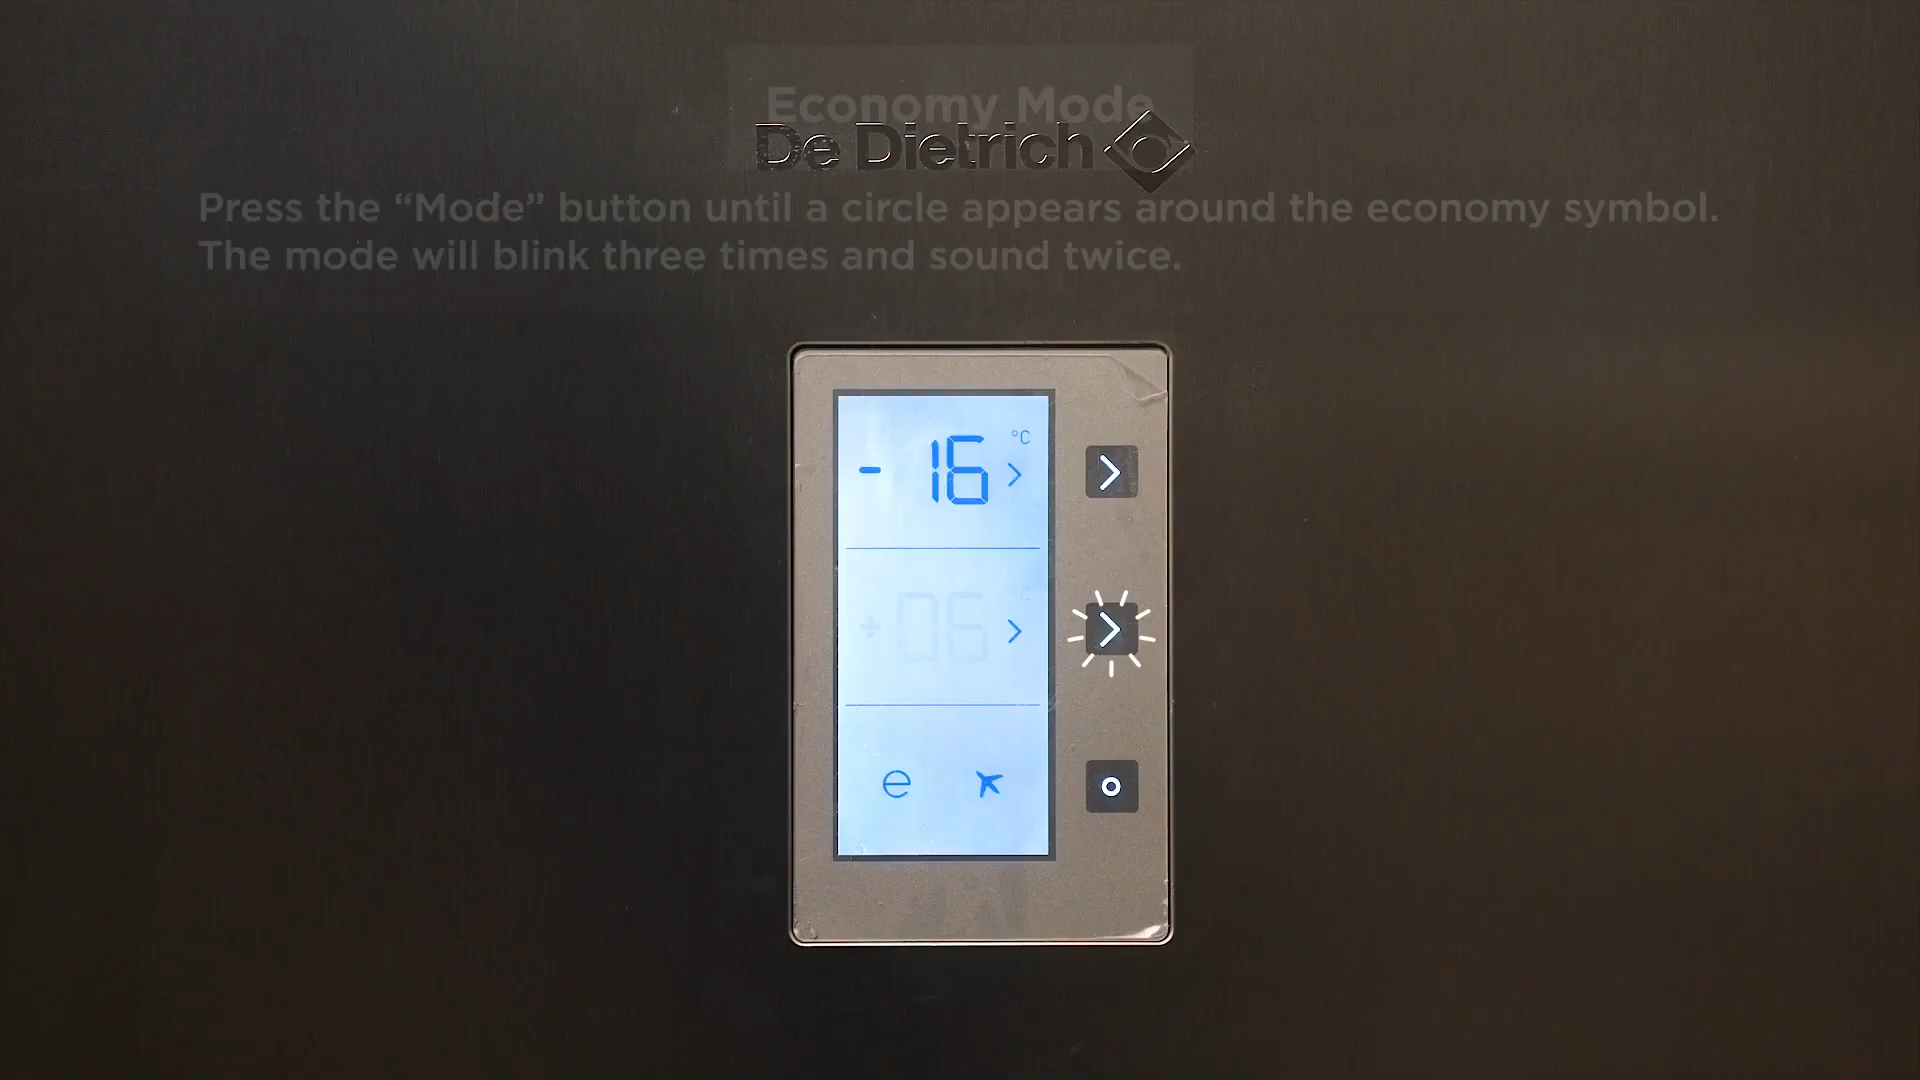 Economy Mode
De Dietrich
Press the “Mode” button until a circle appears around the economy symbol.
The mode will blink three times and sound twice.
°C
- 16 >
>
°C
+ 06 >
>
e